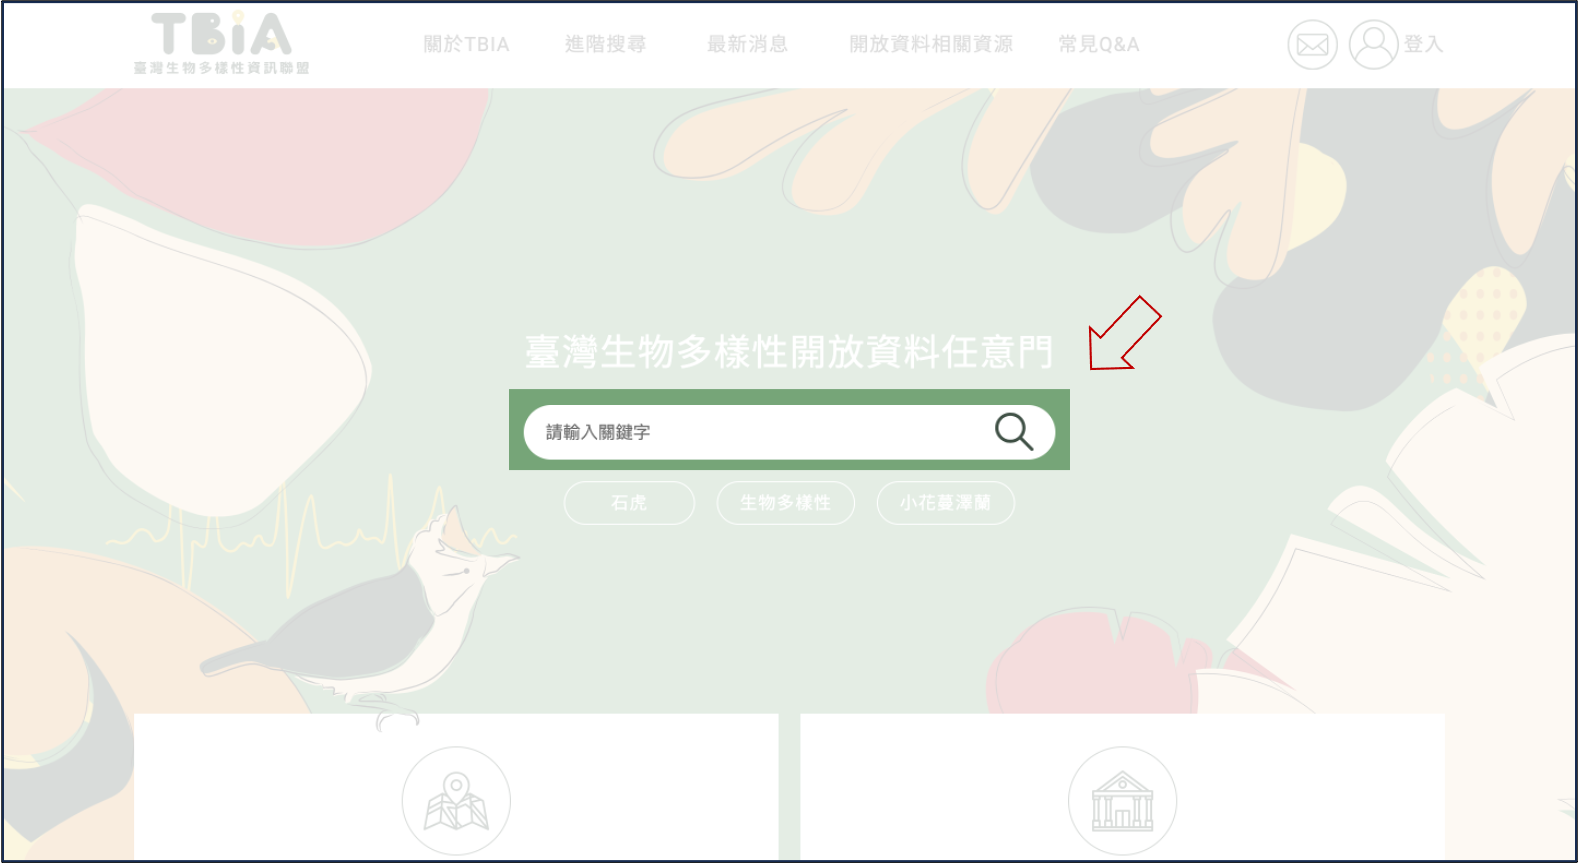 TBiA
臺灣生物多樣性資訊聯盟
關於TBIA
進階搜尋
最新消息
開放資料相關資源
常見Q&A
登入
臺灣生物多樣性開放資料任意門
請輸入關鍵字
石虎
生物多樣性
小花蔓澤蘭